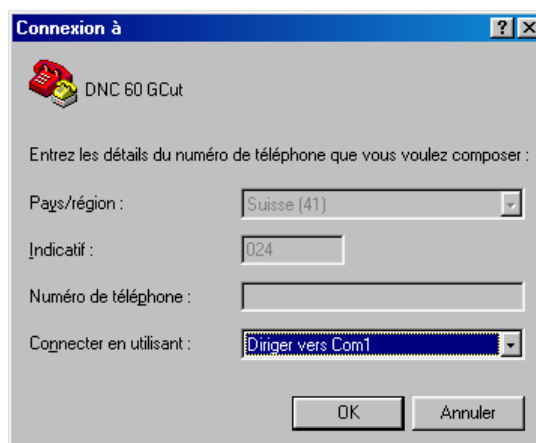 Connexion à
DNC 60 GCut
Entrez les détails du numéro de téléphone que vous voulez composer :
Pays/région :
Suisse (41)
Indicatif :
024
Numéro de téléphone :
Connecter en utilisant :
Diriger vers Com1
OK
Annuler